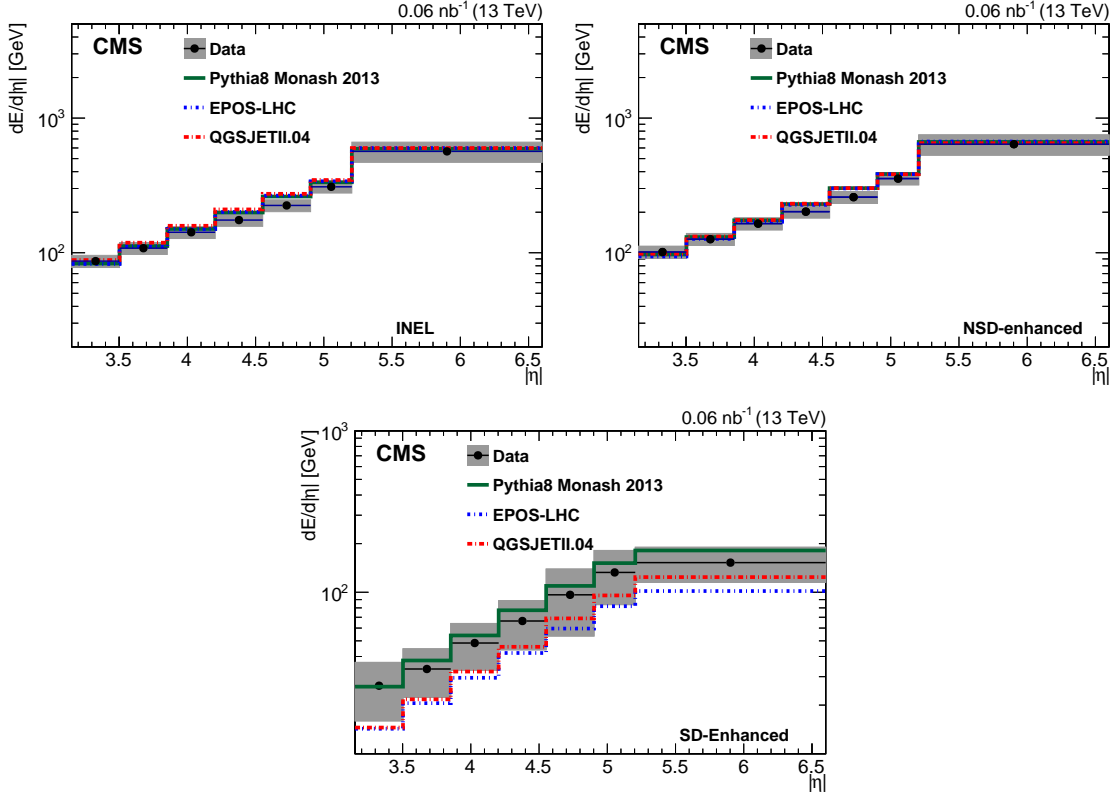 0.06 nb⁻¹ (13 TeV)
dE/d|η| [GeV]
CMS
Data
Pythia8 Monash 2013
EPOS-LHC
QGSJETII.04
10³
10²
INEL
3.5 4 4.5 5 5.5 6 6.5
|η|
0.06 nb⁻¹ (13 TeV)
dE/d|η| [GeV]
CMS
Data
Pythia8 Monash 2013
EPOS-LHC
QGSJETII.04
10³
10²
NSD-enhanced
3.5 4 4.5 5 5.5 6 6.5
|η|
0.06 nb⁻¹ (13 TeV)
10³
dE/d|η| [GeV]
CMS
Data
Pythia8 Monash 2013
EPOS-LHC
QGSJETII.04
10²
SD-Enhanced
3.5 4 4.5 5 5.5 6 6.5
|η|